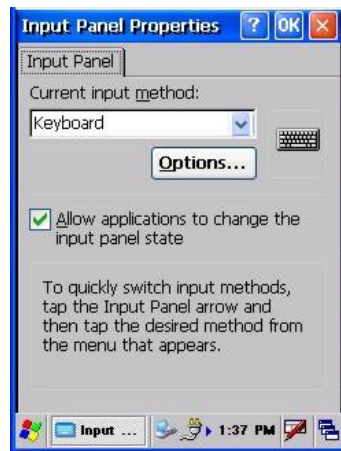 Input Panel Properties ? OK
Input Panel
Current input method:
Keyboard
Options...
Allow applications to change the
input panel state
To quickly switch input methods,
tap the Input Panel arrow and
then tap the desired method from
the menu that appears.
Input ... 1:37 PM